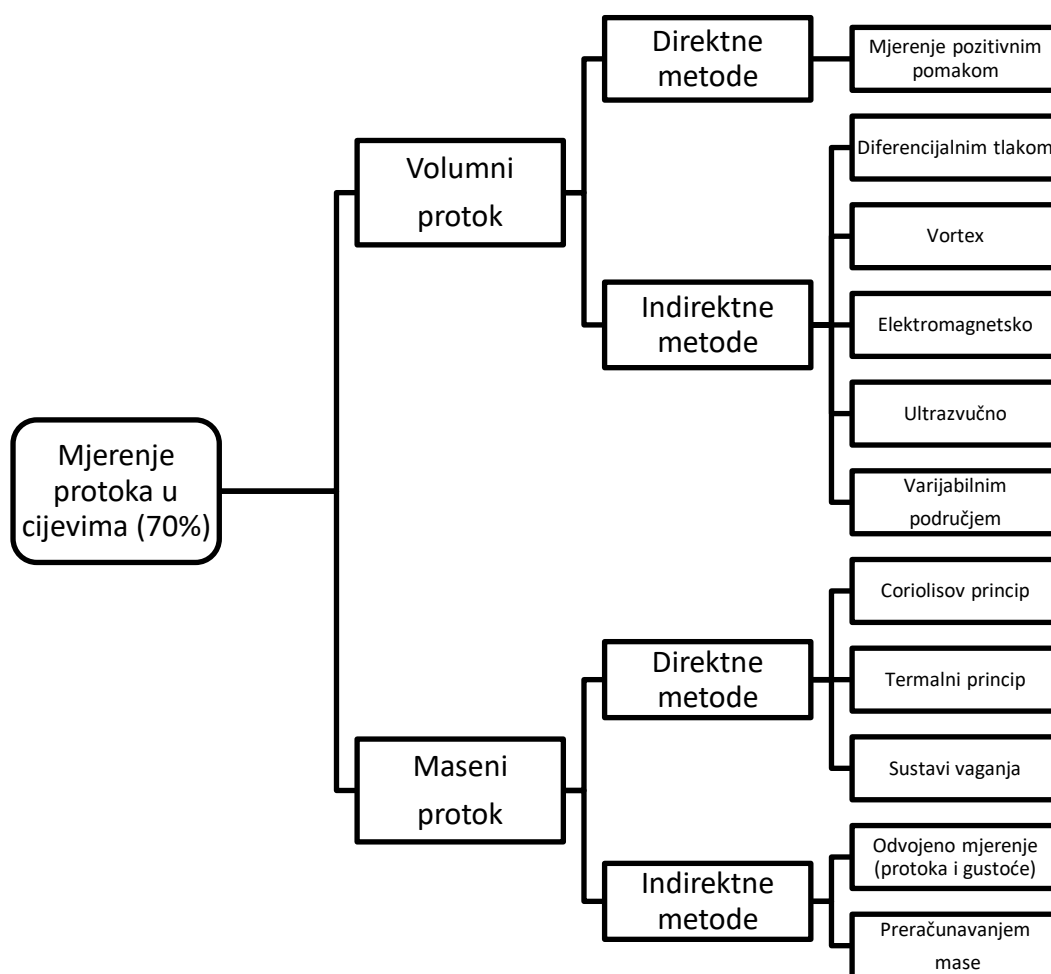 Mjerenje
protoka u
cijevima (70%)
Volumni
protok
Direktne
metode
Mjerenje pozitivnim
pomakom
Indirektne
metode
Diferencijalnim tlakom
Vortex
Elektromagnetsko
Ultrazvučno
Varijabilnim
područjem
Maseni
protok
Direktne
metode
Coriolisov princip
Termalni princip
Sustavi vaganja
Indirektne
metode
Odvojeno mjerenje
(protoka i gustoće)
Preračunavanjem
mase